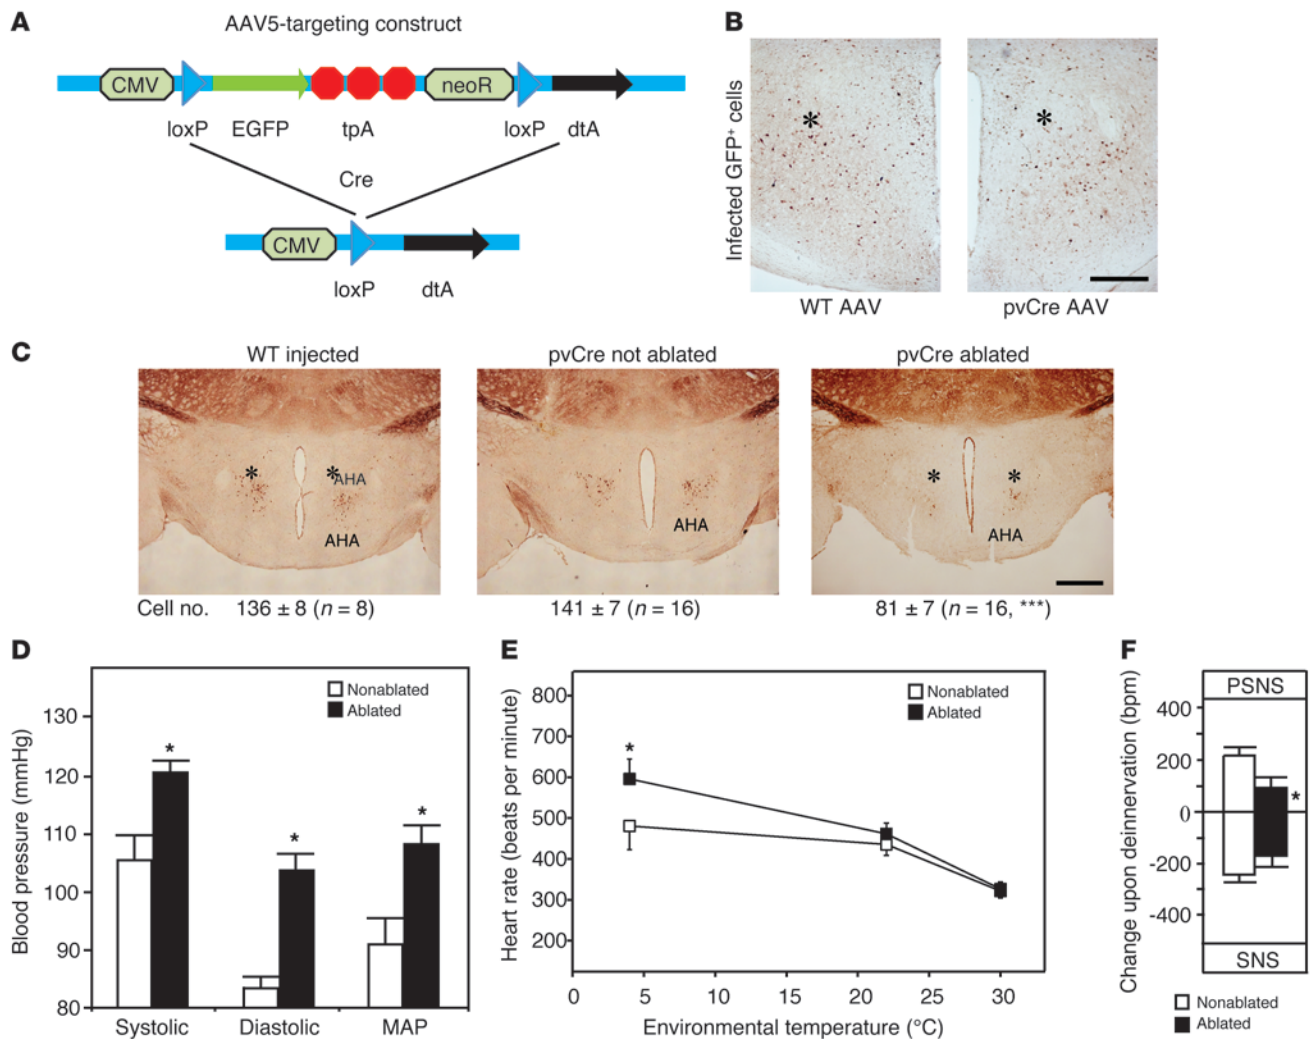 A
AAV5-targeting construct
CMV
neoR
loxP EGFP tpA loxP dtA
Cre
CMV
loxP dtA
B
Infected GFP+ cells
*
*
WT AAV
pvCre AAV
C
WT injected
pvCre not ablated
pvCre ablated
* *
AHA
AHA
AHA
* *
AHA
Cell no. 136 ± 8 (n = 8)
141 ± 7 (n = 16)
81 ± 7 (n = 16, ***)
D
Blood pressure (mmHg)
130
120
110
100
90
80
Nonablated
Ablated
*
*
*
Systolic
Diastolic
MAP
E
Heart rate (beats per minute)
800
700
600
500
400
300
200
Nonablated
Ablated
*
0 5 10 15 20 25 30
Environmental temperature (°C)
F
Change upon deinnervation (bpm)
PSNS
400
200
0
-200
-400
*
SNS
Nonablated
Ablated